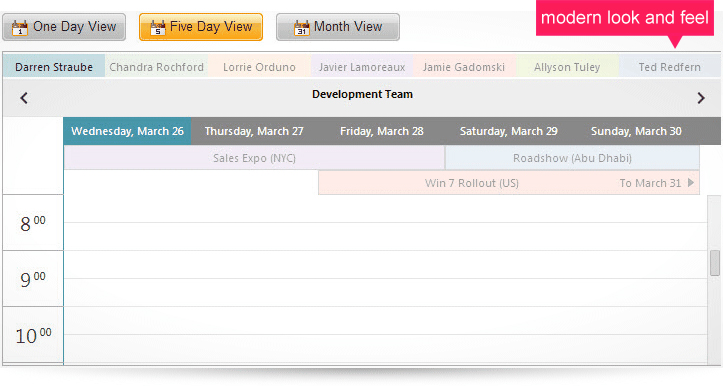 modern look and feel
1 One Day View 5 Five Day View 31 Month View
Darren Straube Chandra Rochford Lorrie Orduno Javier Lamoreaux Jamie Gadomski Allyson Tuley Ted Redfern
Development Team
Wednesday, March 26 Thursday, March 27 Friday, March 28 Saturday, March 29 Sunday, March 30
Sales Expo (NYC) Roadshow (Abu Dhabi)
Win 7 Rollout (US) To March 31
8 00
9 00
10 00